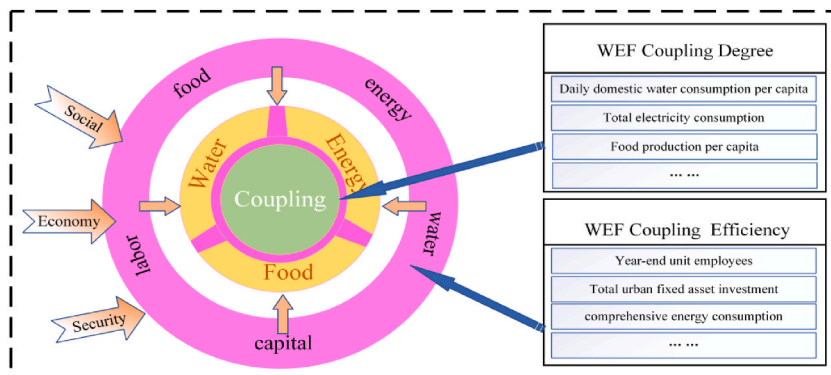 Social
Economy
Security
food
energy
water
capital
labor
Water
Energy
Food
Coupling
WEF Coupling Degree
Daily domestic water consumption per capita
Total electricity consumption
Food production per capita
... ...
WEF Coupling Efficiency
Year-end unit employees
Total urban fixed asset investment
comprehensive energy consumption
... ...